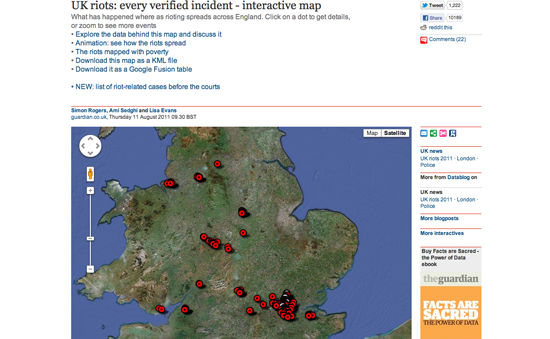 UK riots: every verified incident - interactive map
What has happened where as rioting spreads across England. Click on a dot to get details,
or zoom to see more events
• Explore the data behind this map and discuss it
• Animation: see how the riots spread
• The riots mapped with poverty
• Download this map as a KML file
• Download it as a Google Fusion table
• NEW: list of riot-related cases before the courts
Simon Rogers, Ami Sedghi and Lisa Evans
guardian.co.uk, Thursday 11 August 2011 09.30 BST
Map Satellite
Tweet 1,222
Share 10189
reddit this
Comments (22)
UK news
UK riots 2011 · London ·
Police
More from Datablog on
UK news
UK riots 2011 · London ·
Police
More blogposts
More interactives
Buy Facts are Sacred -
the Power of Data
ebook
theguardian
FACTS ARE
SACRED
THE POWER OF DATA